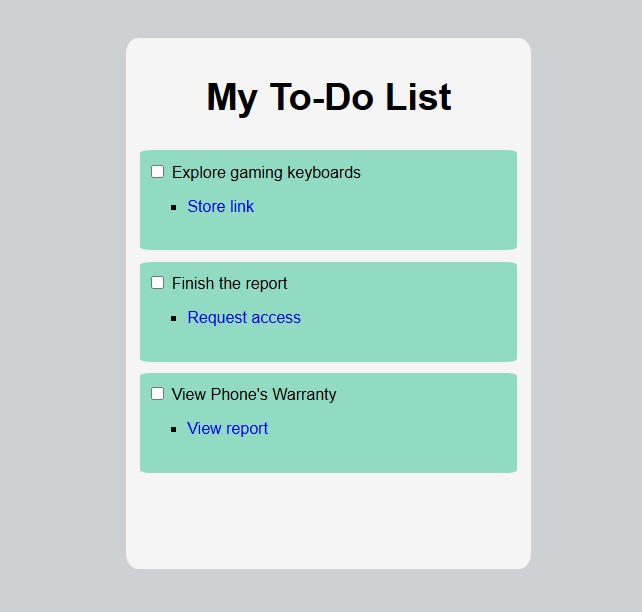 My To-Do List
Explore gaming keyboards
Store link
Finish the report
Request access
View Phone's Warranty
View report